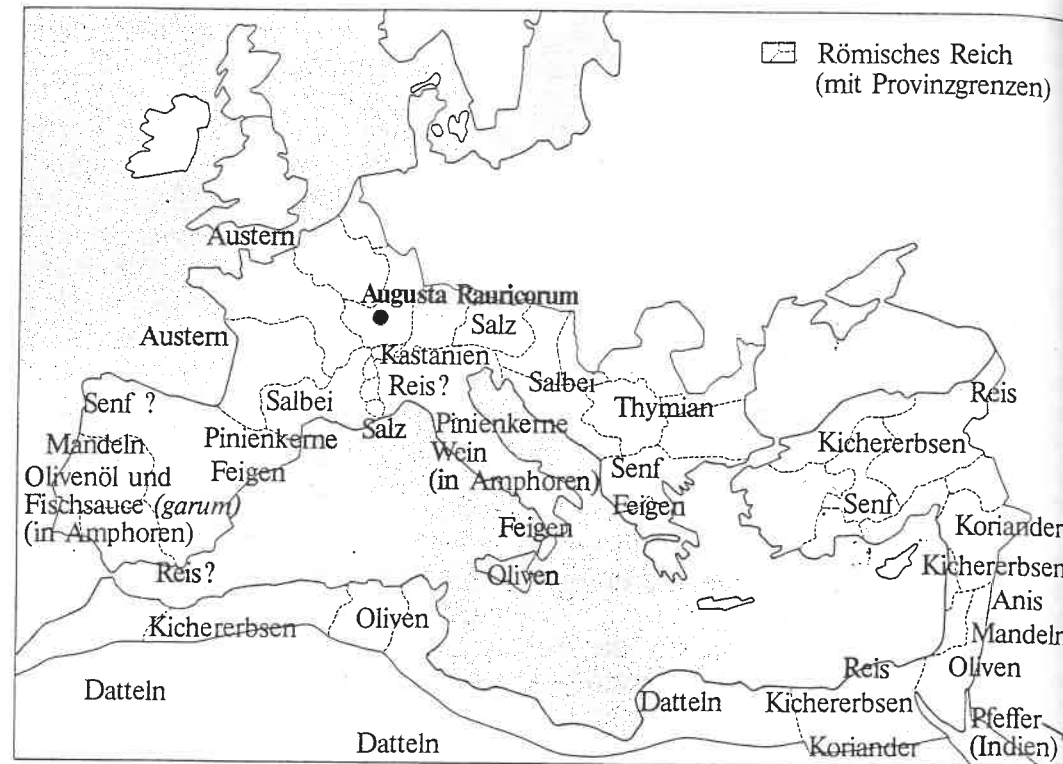 Römisches Reich
(mit Provinzgrenzen)
Austern
Augusta Rauricorum
Austern
Salz
Kastanien
Reis?
Salbei
Senf ?
Salbei
Thymian
Reis
Mandeln
Pinienkerne
Feigen
Salz
Pinienkerne
Wein
(in Amphoren)
Kichererbsen
Olivenöl und
Fischsauce (garum)
(in Amphoren)
Senf
Feigen
Senf
Feigen
Koriander
Reis?
Oliven
Kichererbsen
Anis
Mandeln
Kichererbsen
Oliven
Reis
Oliven
Datteln
Datteln
Kichererbsen
Pfeffer
(Indien)
Datteln
Koriander